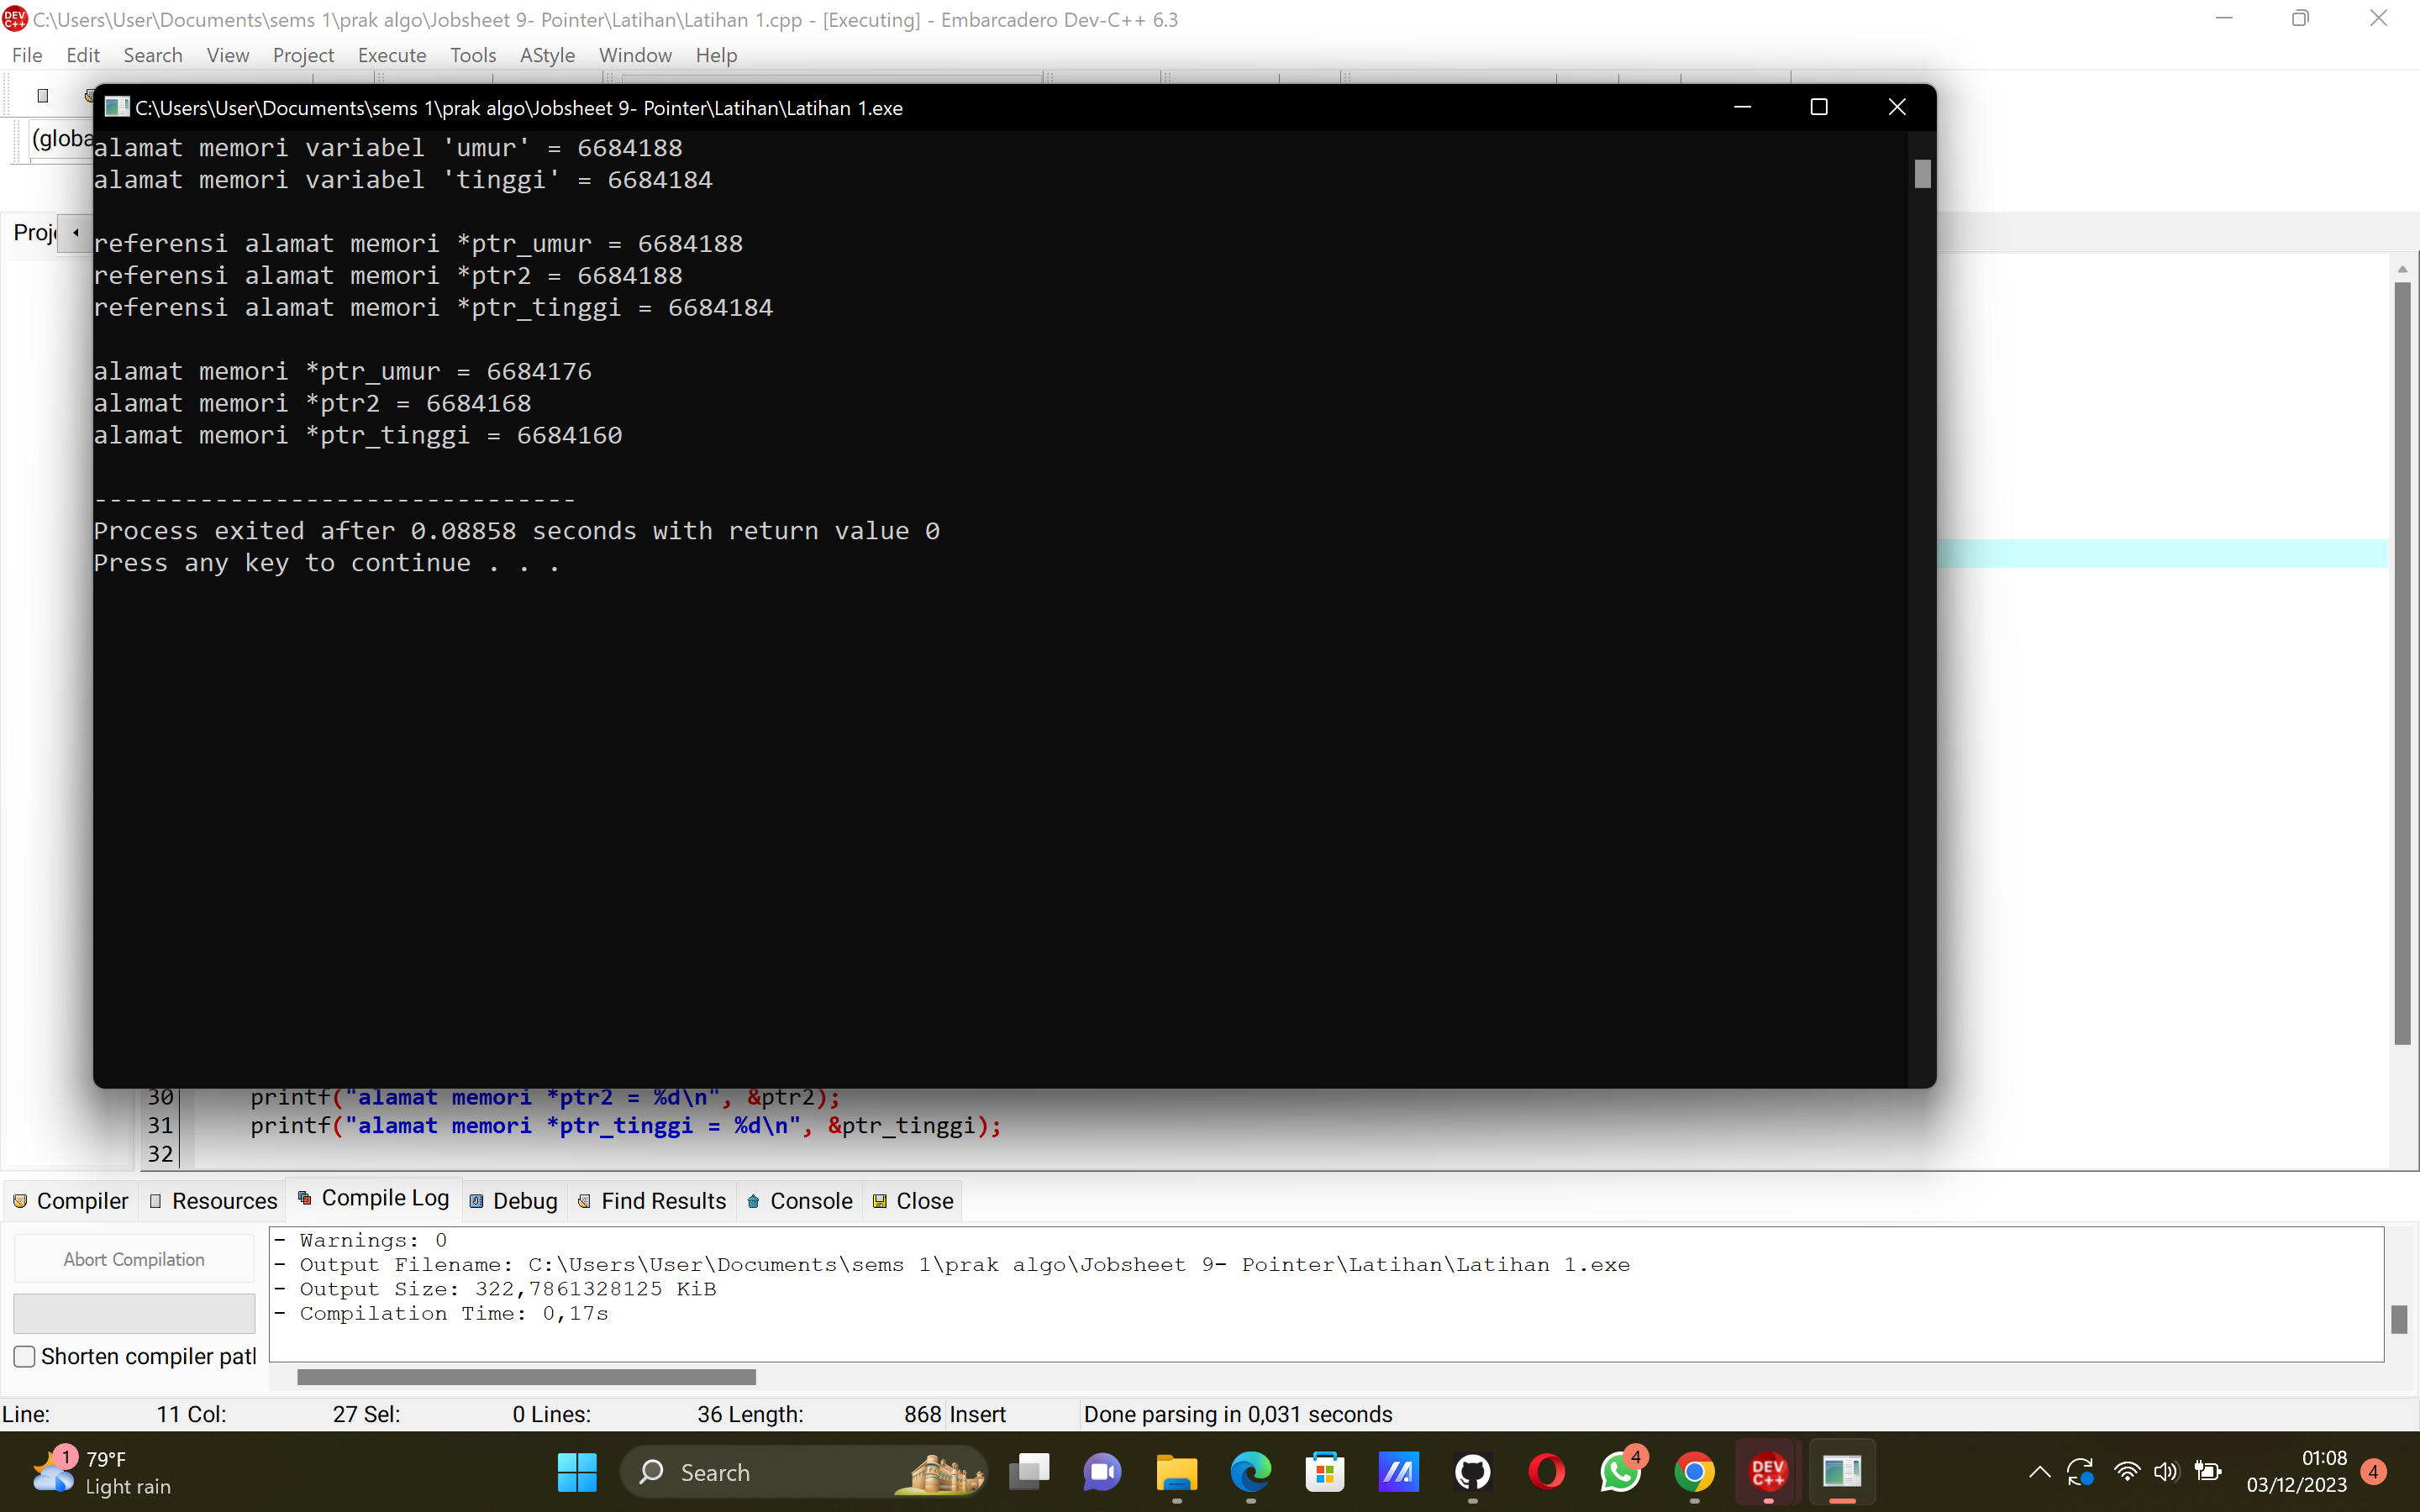 C:\Users\User\Documents\sems 1\prak algo\Jobsheet 9- Pointer\Latihan\Latihan 1.cpp - [Executing] - Embarcadero Dev-C++ 6.3
File Edit Search View Project Execute Tools AStyle Window Help
C:\Users\User\Documents\sems 1\prak algo\Jobsheet 9- Pointer\Latihan\Latihan 1.exe
(globa
Proje
alamat memori variabel 'umur' = 6684188
alamat memori variabel 'tinggi' = 6684184
referensi alamat memori *ptr_umur = 6684188
referensi alamat memori *ptr2 = 6684188
referensi alamat memori *ptr_tinggi = 6684184
alamat memori *ptr_umur = 6684176
alamat memori *ptr2 = 6684168
alamat memori *ptr_tinggi = 6684160
--------------------------------
Process exited after 0.08858 seconds with return value 0
Press any key to continue . . .
30 printf("alamat memori *ptr2 = %d\n", &ptr2);
31 printf("alamat memori *ptr_tinggi = %d\n", &ptr_tinggi);
32
Compiler Resources Compile Log Debug Find Results Console Close
Abort Compilation
Shorten compiler patl
- Warnings: 0
- Output Filename: C:\Users\User\Documents\sems 1\prak algo\Jobsheet 9- Pointer\Latihan\Latihan 1.exe
- Output Size: 322,7861328125 KiB
- Compilation Time: 0,17s
Line: 11 Col: 27 Sel: 0 Lines: 36 Length: 868 Insert Done parsing in 0,031 seconds
1
79°F
Light rain
Search
4
DEV C++
01:08
03/12/2023
4